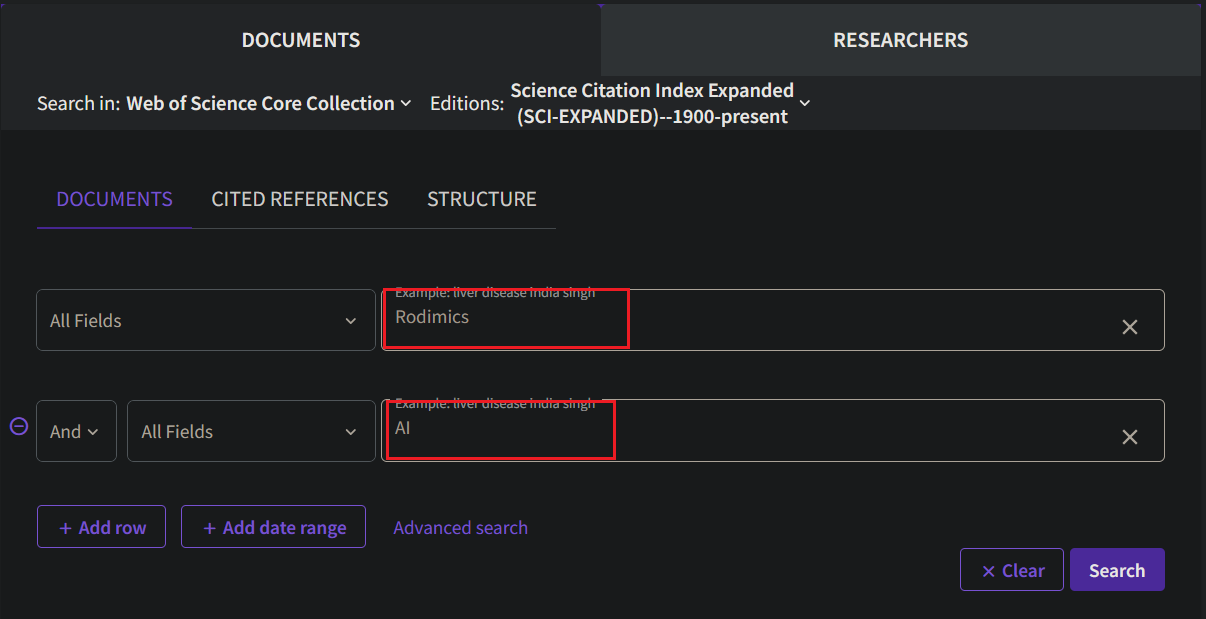 DOCUMENTS
RESEARCHERS
Search in: Web of Science Core Collection
Editions: Science Citation Index Expanded
(SCI-EXPANDED)--1900-present
DOCUMENTS
CITED REFERENCES
STRUCTURE
All Fields
Example: liver disease india singh
Rodimics
And
All Fields
Example: liver disease india singh
AI
+ Add row
+ Add date range
Advanced search
× Clear
Search